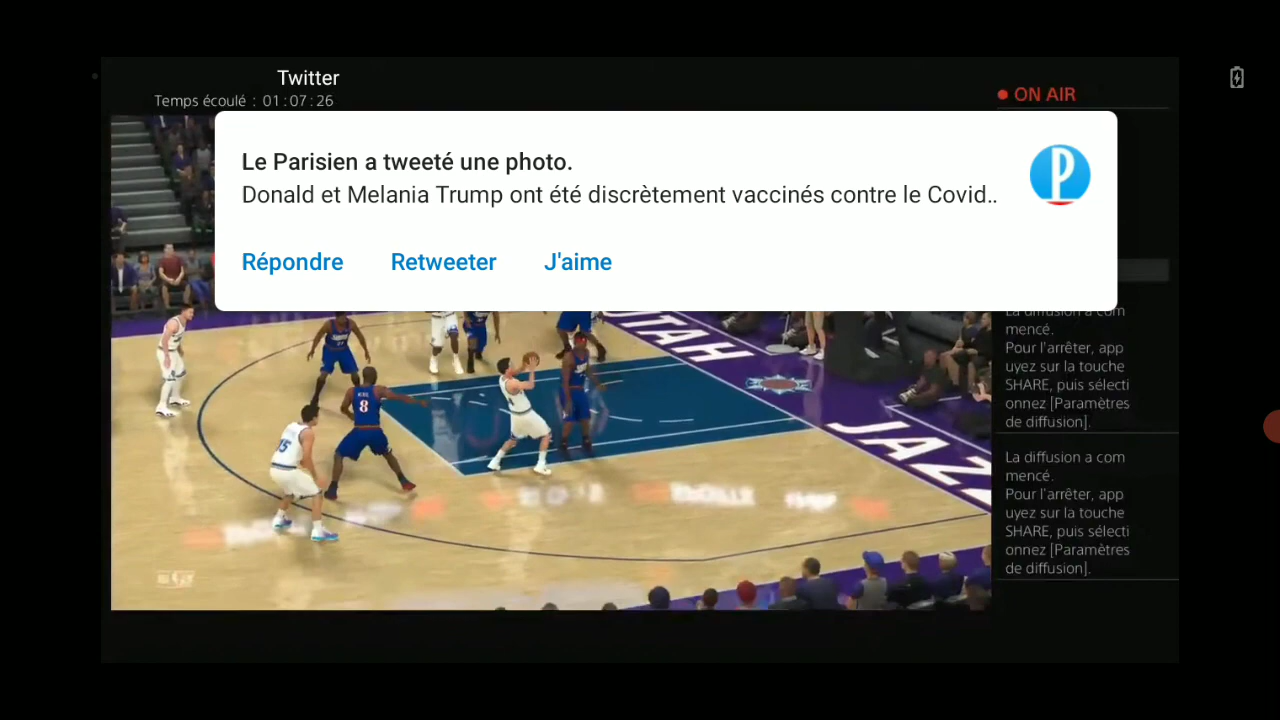 Twitter
Temps écoulé : 01:07:26
ON AIR
Le Parisien a tweeté une photo.
Donald et Melania Trump ont été discrètement vaccinés contre le Covid..
P
Répondre Retweeter J'aime
La diffusion a com
mencé.
Pour l'arrêter, app
uyez sur la touche
SHARE, puis sélecti
onnez [Paramètres
de diffusion].
La diffusion a com
mencé.
Pour l'arrêter, app
uyez sur la touche
SHARE, puis sélecti
onnez [Paramètres
de diffusion].
UTAH
JAZZ
8
15